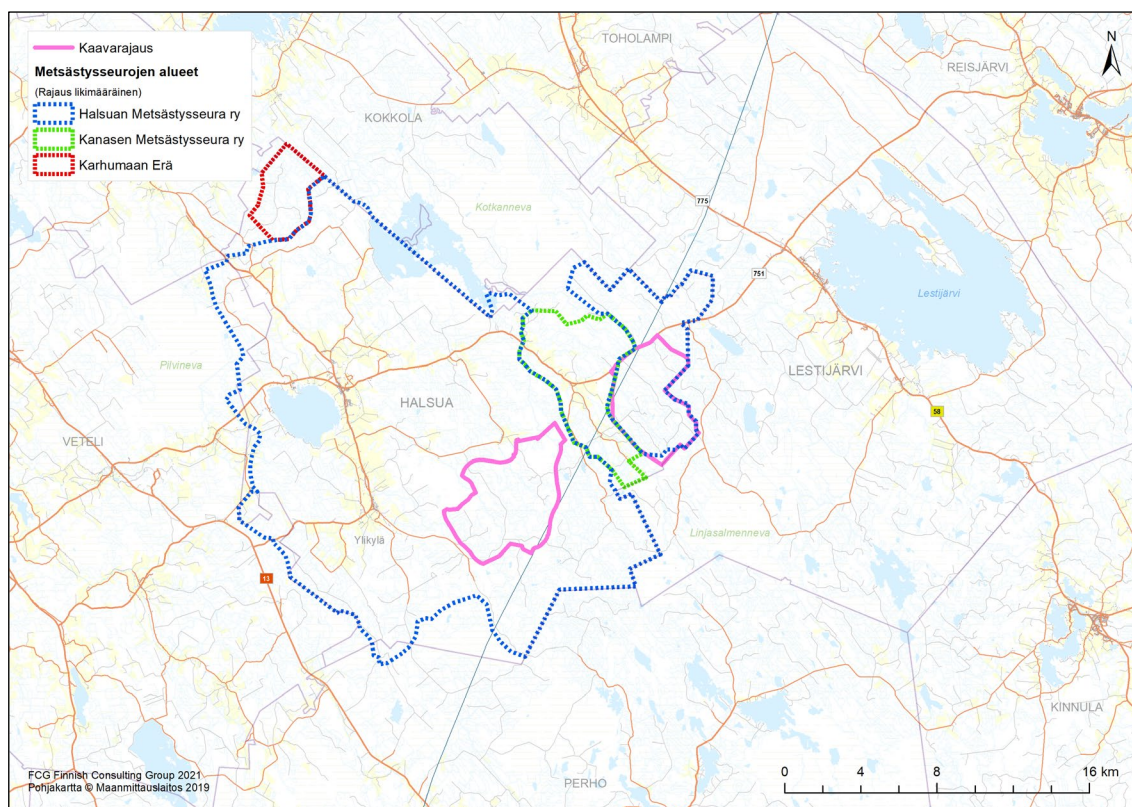 Kaavarajaus
Metsästysseurojen alueet
(Rajaus likimääräinen)
Halsuan Metsästysseura ry
Kanasen Metsästysseura ry
Karhumaan Erä
TOHOLAMPI
N
REISJÄRVI
KOKKOLA
Kotkanneva
775
751
Lestijärvi
Pilvineva
LESTIJÄRVI
HALSUA
58
VETELI
Ylikylä
Linjasalmenneva
13
KINNULA
PERHO
FCG Finnish Consulting Group 2021
Pohjakartta © Maanmittauslaitos 2019
0 4 8 16 km